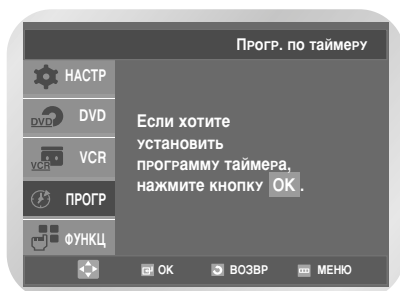 Прогр. по таймеру
НАСТР
DVD DVD
VCR VCR
ПРОГР
ФУНКЦ
Если хотите
установить
программу таймера,
нажмите кнопку OK.
OK ВОЗВР МЕНЮ